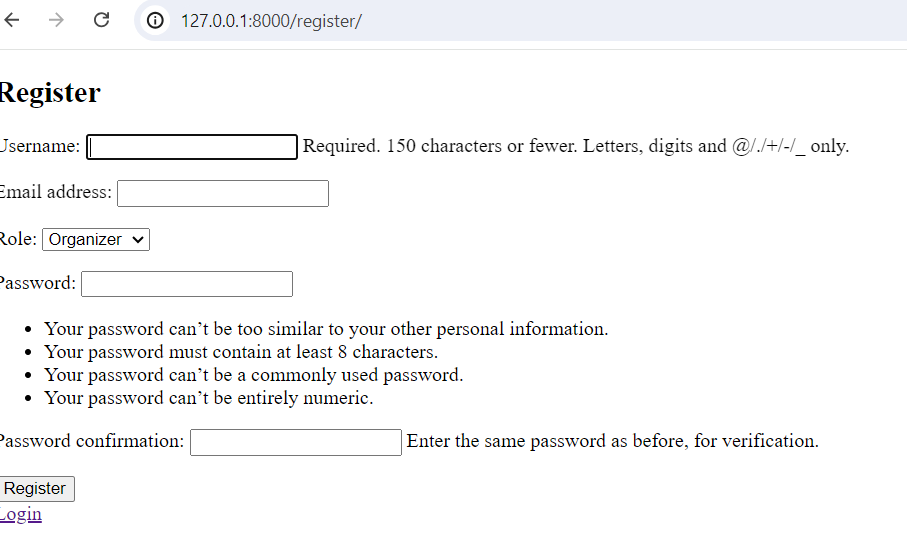 127.0.0.1:8000/register/
Register
Username: Required. 150 characters or fewer. Letters, digits and @/./+/-/_ only.
Email address:
Role: Organizer
Password:
Your password can’t be too similar to your other personal information.
Your password must contain at least 8 characters.
Your password can’t be a commonly used password.
Your password can’t be entirely numeric.
Password confirmation: Enter the same password as before, for verification.
Register
Login